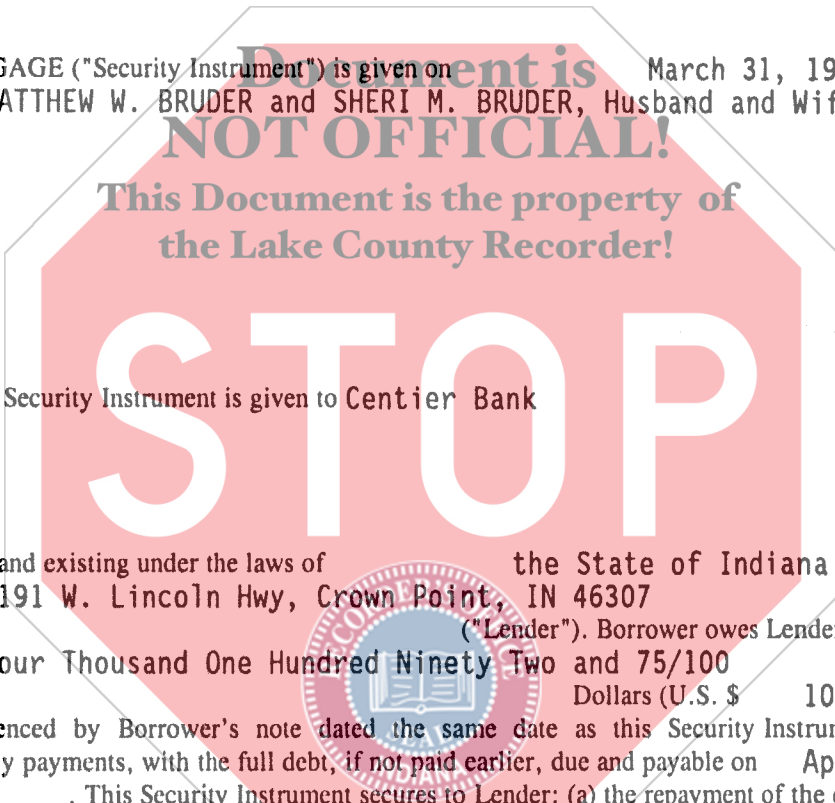 GAGE ("Security Instrument") is given on March 31, 19
ATTHEW W. BRUDER and SHERI M. BRUDER, Husband and Wif
Document is
NOT OFFICIAL!
This Document is the property of
the Lake County Recorder!
STOP
Security Instrument is given to Centier Bank
and existing under the laws of the State of Indiana
191 W. Lincoln Hwy, Crown Point, IN 46307
("Lender"). Borrower owes Lende
our Thousand One Hundred Ninety Two and 75/100
Dollars (U.S. $ 10
enced by Borrower's note dated the same date as this Security Instrum
y payments, with the full debt, if not paid earlier, due and payable on Ap
. This Security Instrument secures to Lender: (a) the repayment of the
RECORDER'S OFFICE
SEAL
INDIANA